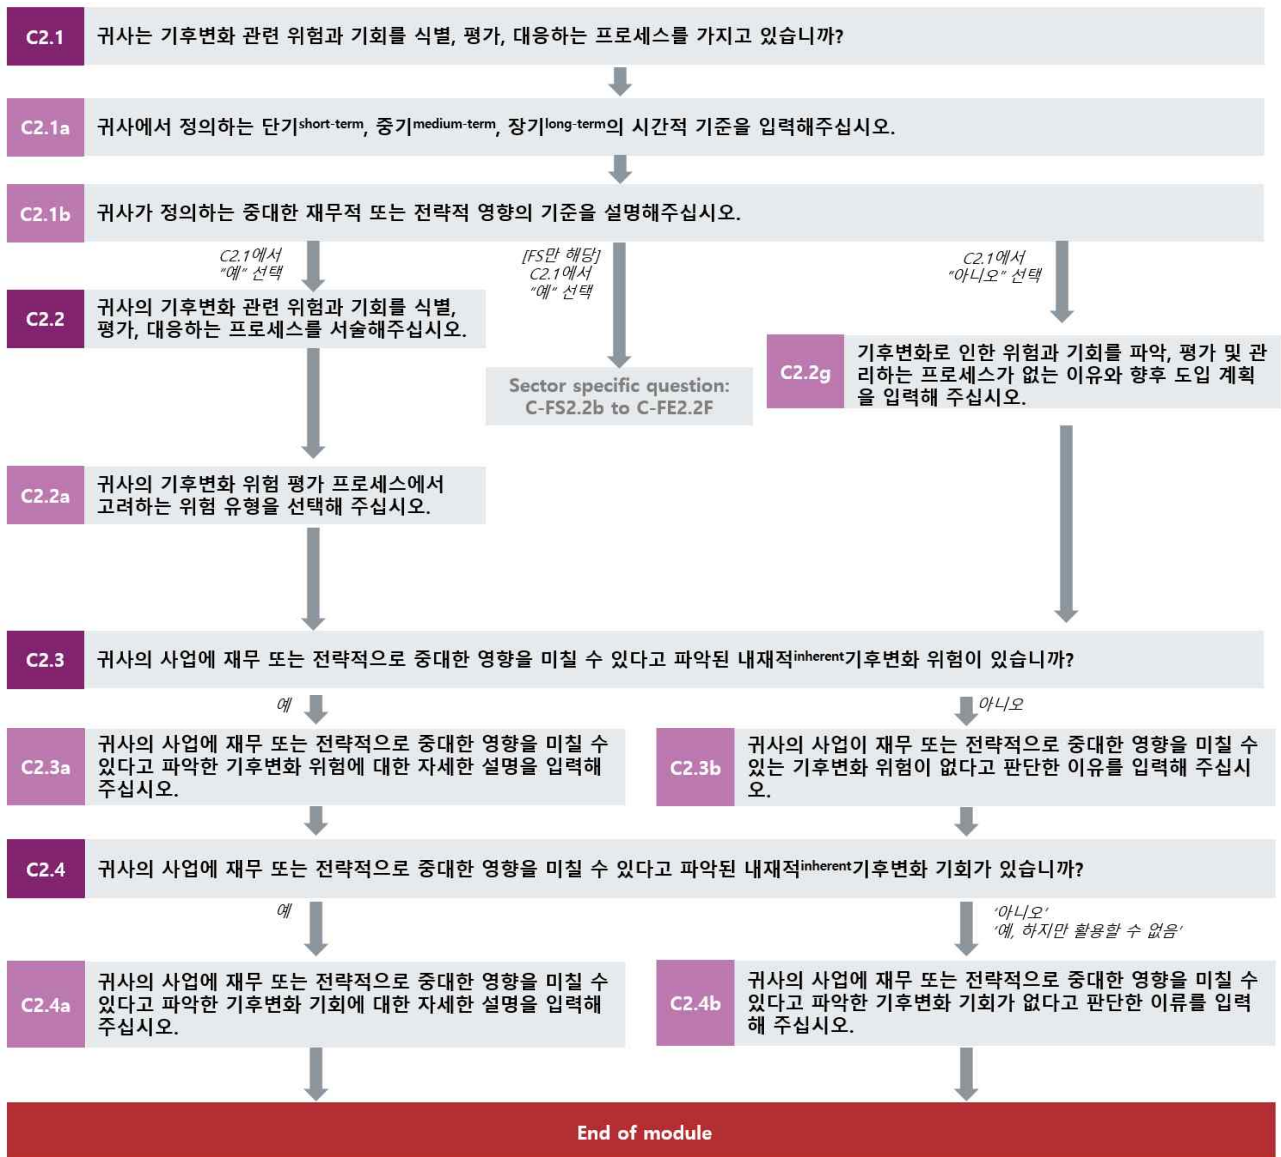 C2.1
귀사는 기후변화 관련 위험과 기회를 식별, 평가, 대응하는 프로세스를 가지고 있습니까?
C2.1a
귀사에서 정의하는 단기short-term, 중기medium-term, 장기long-term의 시간적 기준을 입력해주십시오.
C2.1b
귀사가 정의하는 중대한 재무적 또는 전략적 영향의 기준을 설명해주십시오.
C2.1에서
"예" 선택
[FS만 해당]
C2.1에서
"예" 선택
C2.1에서
"아니오" 선택
C2.2
귀사의 기후변화 관련 위험과 기회를 식별,
평가, 대응하는 프로세스를 서술해주십시오.
Sector specific question:
C-FS2.2b to C-FE2.2F
C2.2g
기후변화로 인한 위험과 기회를 파악, 평가 및 관
리하는 프로세스가 없는 이유와 향후 도입 계획
을 입력해 주십시오.
C2.2a
귀사의 기후변화 위험 평가 프로세스에서
고려하는 위험 유형을 선택해 주십시오.
C2.3
귀사의 사업에 재무 또는 전략적으로 중대한 영향을 미칠 수 있다고 파악된 내재적inherent기후변화 위험이 있습니까?
예
아니오
C2.3a
귀사의 사업에 재무 또는 전략적으로 중대한 영향을 미칠 수
있다고 파악한 기후변화 위험에 대한 자세한 설명을 입력해
주십시오.
C2.3b
귀사의 사업이 재무 또는 전략적으로 중대한 영향을 미칠 수
있는 기후변화 위험이 없다고 판단한 이유를 입력해 주십시
오.
C2.4
귀사의 사업에 재무 또는 전략적으로 중대한 영향을 미칠 수 있다고 파악된 내재적inherent기후변화 기회가 있습니까?
예
'아니오'
'예, 하지만 활용할 수 없음'
C2.4a
귀사의 사업에 재무 또는 전략적으로 중대한 영향을 미칠 수
있다고 파악한 기후변화 기회에 대한 자세한 설명을 입력해
주십시오.
C2.4b
귀사의 사업에 재무 또는 전략적으로 중대한 영향을 미칠 수
있다고 파악한 기후변화 기회가 없다고 판단한 이류를 입력
해 주십시오.
End of module